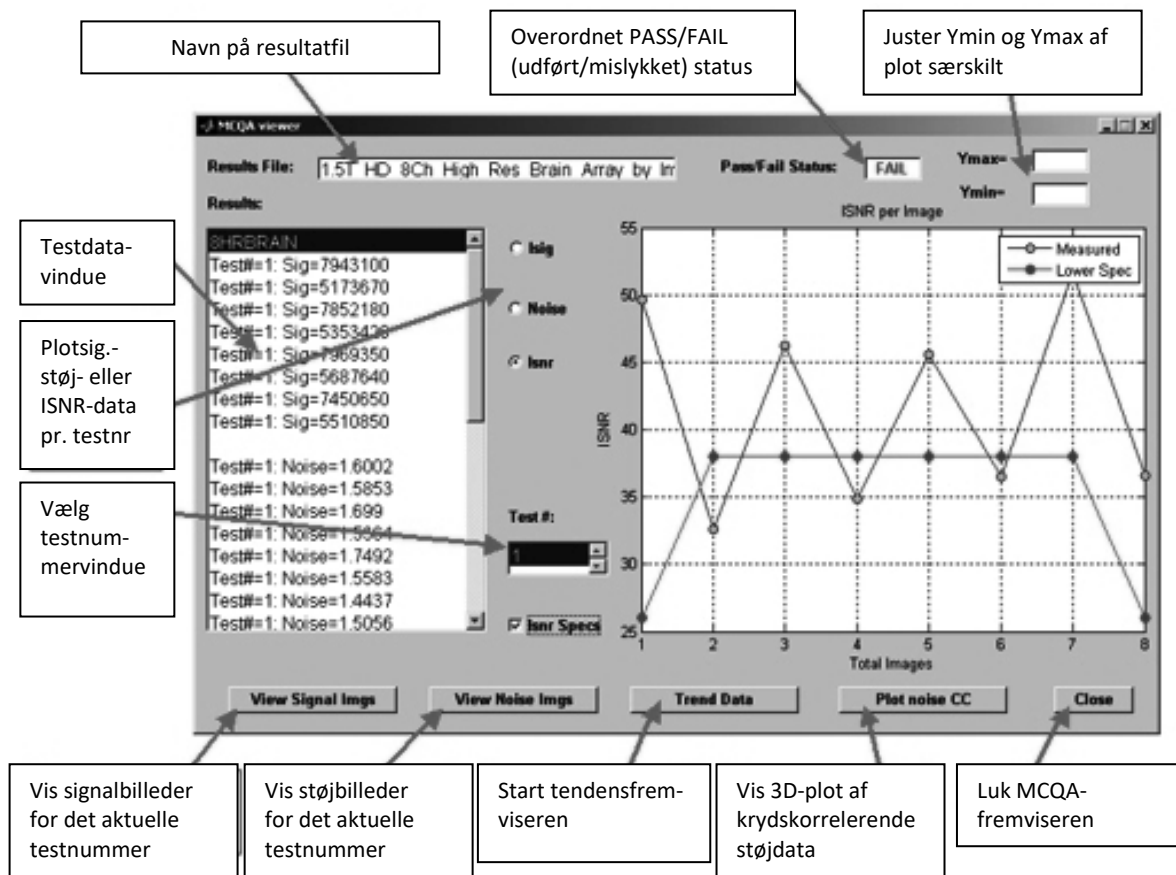 Navn på resultatfil
Overordnet PASS/FAIL
(udført/mislykket) status
Juster Ymin og Ymax af
plot særskilt
MCQA viewer
Results File:
1.5T HD 8Ch High Res Brain Array by Im
Pass/Fail Status:
FAIL
Ymax=
Ymin=
Results:
8HRBRAIN
Test#=1: Sig=7943100
Test#=1: Sig=5173670
Test#=1: Sig=7852180
Test#=1: Sig=5353420
Test#=1: Sig=7969350
Test#=1: Sig=5687640
Test#=1: Sig=7450650
Test#=1: Sig=5510850
Test#=1: Noise=1.6002
Test#=1: Noise=1.5853
Test#=1: Noise=1.699
Test#=1: Noise=1.5364
Test#=1: Noise=1.7492
Test#=1: Noise=1.5583
Test#=1: Noise=1.4437
Test#=1: Noise=1.5056
Isig
Noise
Isnr
Test #:
1
Isnr Specs
ISNR per Image
Measured
Lower Spec
55
50
45
40
35
30
25
ISNR
1 2 3 4 5 6 7 8
Total Images
Testdata-
vindue
Plotsig.-
støj- eller
ISNR-data
pr. testnr
Vælg
testnum-
mervindue
View Signal Imgs
View Noise Imgs
Trend Data
Plot noise CC
Close
Vis signalbilleder
for det aktuelle
testnummer
Vis støjbilleder
for det aktuelle
testnummer
Start tendensfrem-
viseren
Vis 3D-plot af
krydskorrelerende
støjdata
Luk MCQA-
fremviseren